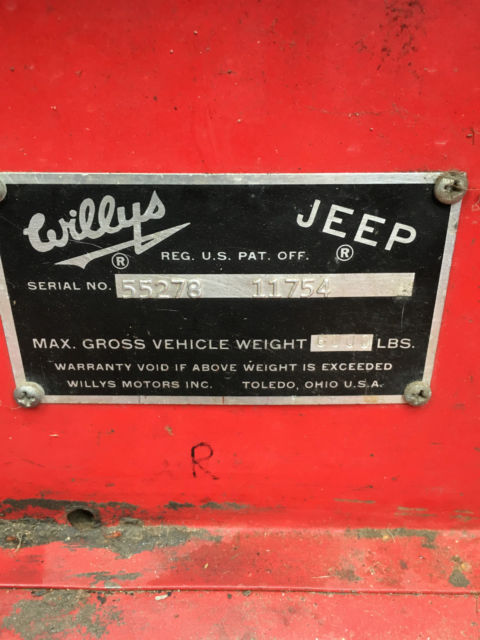 Willys JEEP
® REG. U.S. PAT. OFF. ®
SERIAL NO. 55278 11754
MAX. GROSS VEHICLE WEIGHT LBS.
WARRANTY VOID IF ABOVE WEIGHT IS EXCEEDED
WILLYS MOTORS INC. TOLEDO, OHIO U.S.A.
R